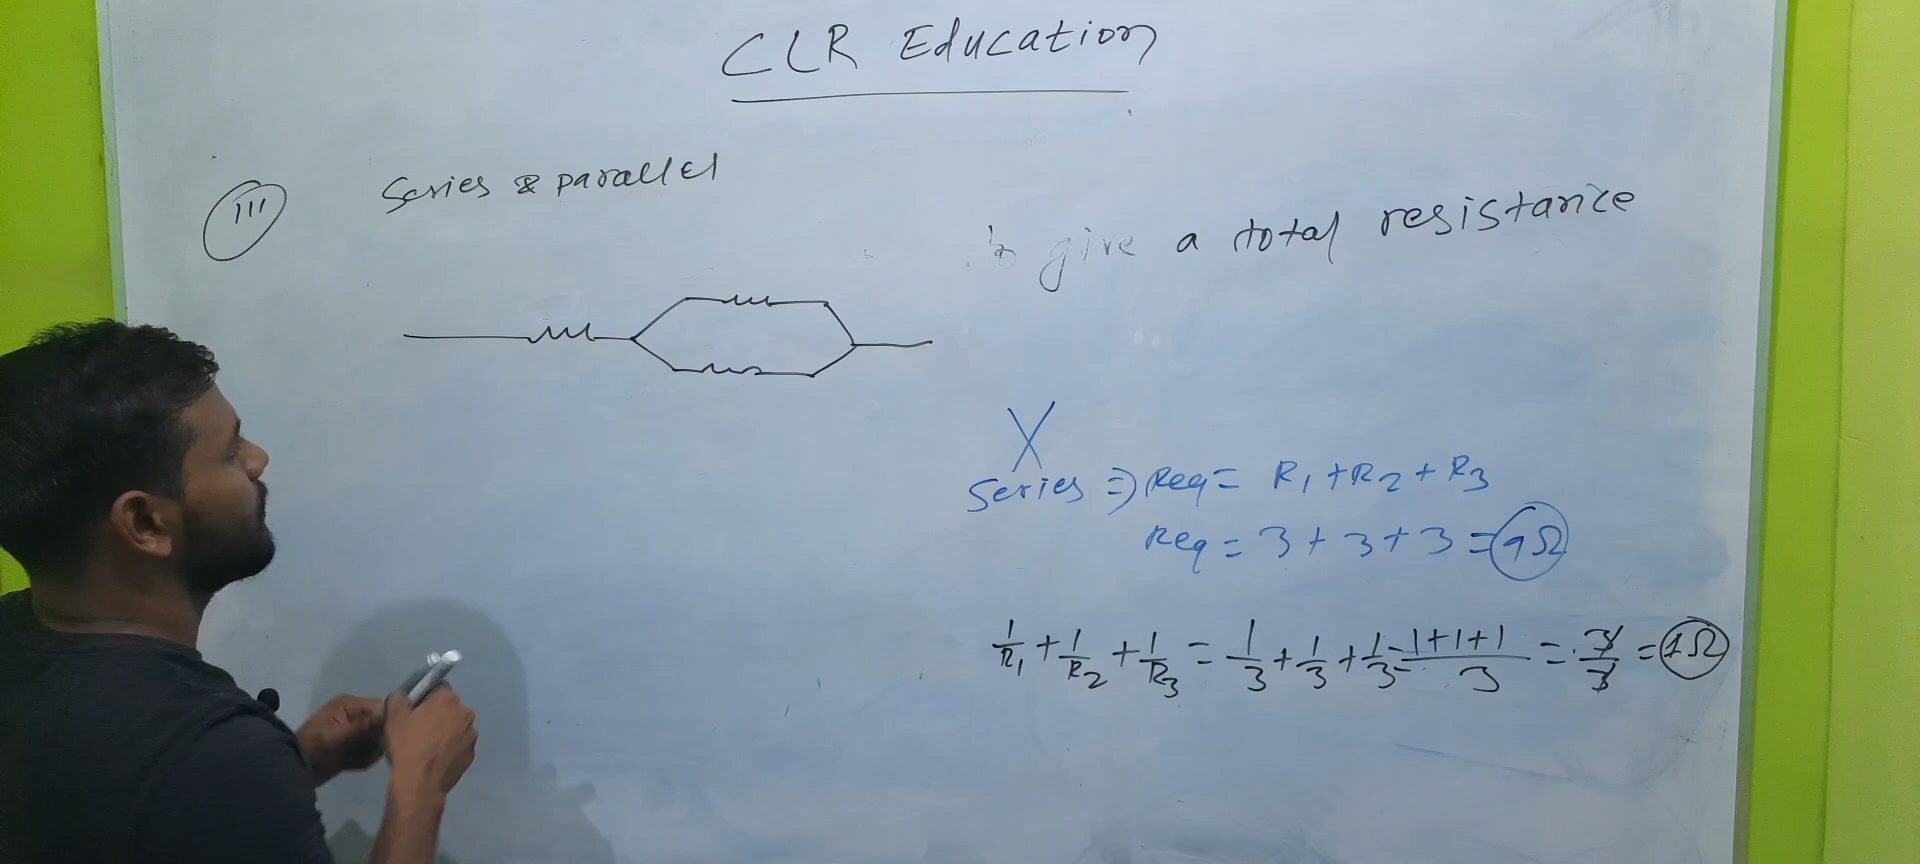 CLR Education
III Series & parallel
to give a total resistance
X
Series ⇒ Req = R1 + R2 + R3
Req = 3 + 3 + 3 = 9Ω
1/R1 + 1/R2 + 1/R3 = 1/3 + 1/3 + 1/3 = 1+1+1/3 = 3/3 = 1Ω